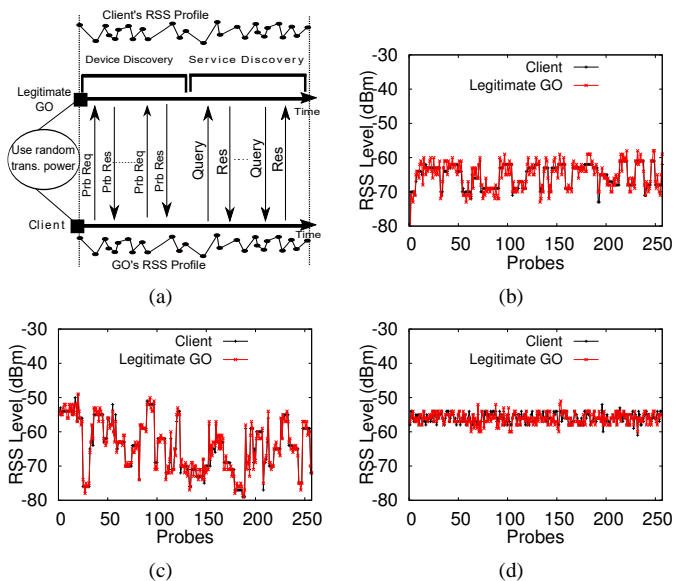 Client's RSS Profile
Device Discovery
Service Discovery
Legitimate
GO
Time
Use random
trans. power
Prb Req
Prb Res
Prb Req
Prb Res
Query
Res
Query
Res
Client
Time
GO's RSS Profile
(a)
-30
-40
-50
-60
-70
-80
RSS Level (dBm)
Client
Legitimate GO
0 50 100 150 200 250
Probes
(b)
-30
-40
-50
-60
-70
-80
RSS Level (dBm)
Client
Legitimate GO
0 50 100 150 200 250
Probes
(c)
-30
-40
-50
-60
-70
-80
RSS Level (dBm)
Client
Legitimate GO
0 50 100 150 200 250
Probes
(d)